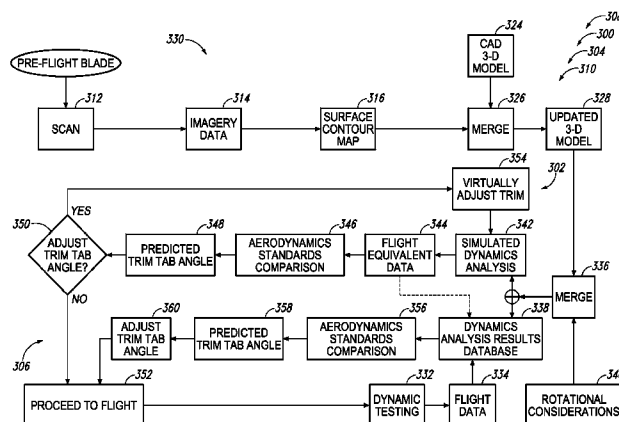 330
324
308
300
304
310
PRE-FLIGHT BLADE
CAD
3-D
MODEL
312
SCAN
314
IMAGERY
DATA
316
SURFACE
CONTOUR
MAP
326
MERGE
328
UPDATED
3-D
MODEL
354
VIRTUALLY
ADJUST TRIM
302
YES
350
ADJUST
TRIM TAB
ANGLE?
NO
348
PREDICTED
TRIM TAB ANGLE
346
AERODYNAMICS
STANDARDS
COMPARISON
344
FLIGHT
EQUIVALENT
DATA
342
SIMULATED
DYNAMICS
ANALYSIS
336
MERGE
306
360
ADJUST TRIM
TAB ANGLE
358
PREDICTED
TRIM TAB ANGLE
356
AERODYNAMICS
STANDARDS
COMPARISON
338
DYNAMICS
ANALYSIS RESULTS
DATABASE
352
PROCEED TO FLIGHT
332
DYNAMIC
TESTING
334
FLIGHT
DATA
ROTATIONAL
CONSIDERATIONS